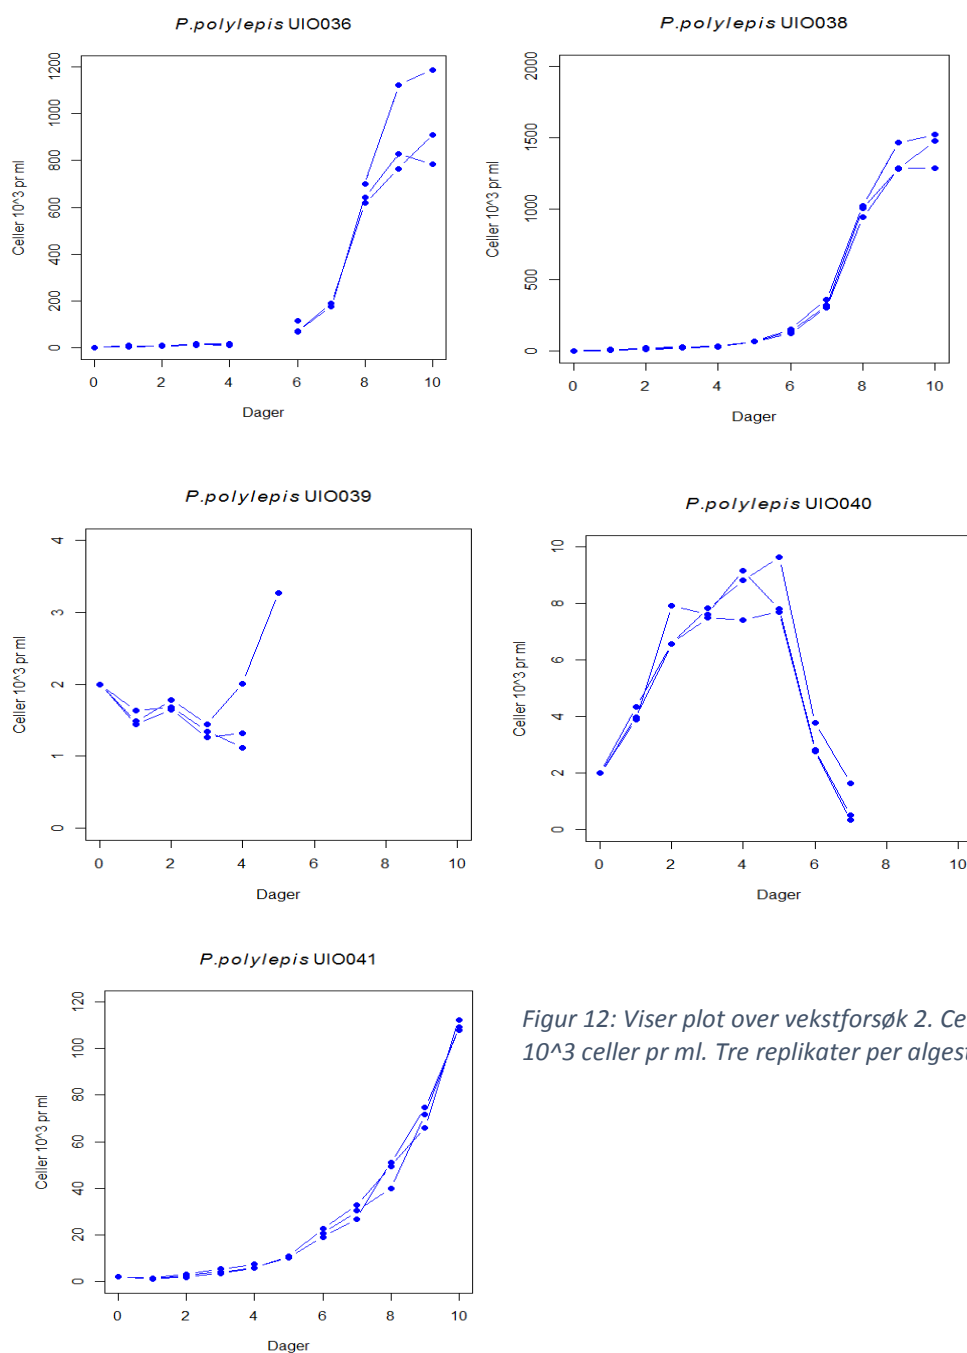 P.polylepis UIO036
Celler 10^3 pr ml
1200
1000
800
600
400
200
0
0 2 4 6 8 10
Dager
P.polylepis UIO038
Celler 10^3 pr ml
2000
1500
1000
500
0
0 2 4 6 8 10
Dager
P.polylepis UIO039
Celler 10^3 pr ml
4
3
2
1
0
0 2 4 6 8 10
Dager
P.polylepis UIO040
Celler 10^3 pr ml
10
8
6
4
2
0
0 2 4 6 8 10
Dager
P.polylepis UIO041
Celler 10^3 pr ml
120
100
80
60
40
20
0
0 2 4 6 8 10
Dager
Figur 12: Viser plot over vekstforsøk 2. Ce
10^3 celler pr ml. Tre replikater per algest